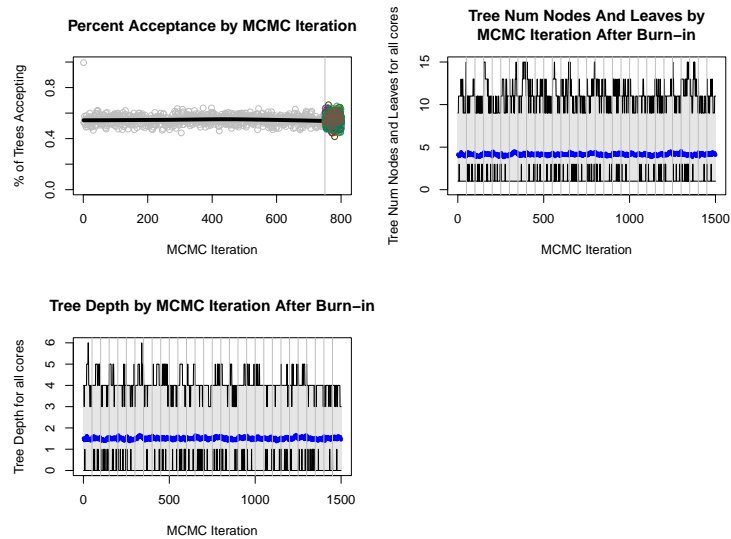 Percent Acceptance by MCMC Iteration
% of Trees Accepting
0.0
0.4
0.8
0
200
400
600
800
MCMC Iteration
Tree Num Nodes And Leaves by
MCMC Iteration After Burn−in
Tree Num Nodes and Leaves for all cores
0
5
10
15
0
500
1000
1500
MCMC Iteration
Tree Depth by MCMC Iteration After Burn−in
Tree Depth for all cores
0
1
2
3
4
5
6
0
500
1000
1500
MCMC Iteration